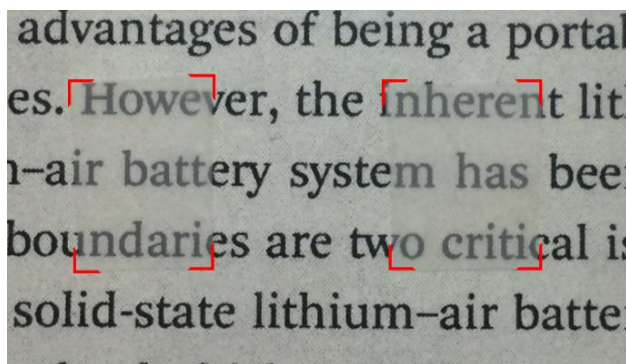 advantages of being a portal
es. However, the inherent lit
n–air battery system has bee
boundaries are two critical is
solid-state lithium–air batte